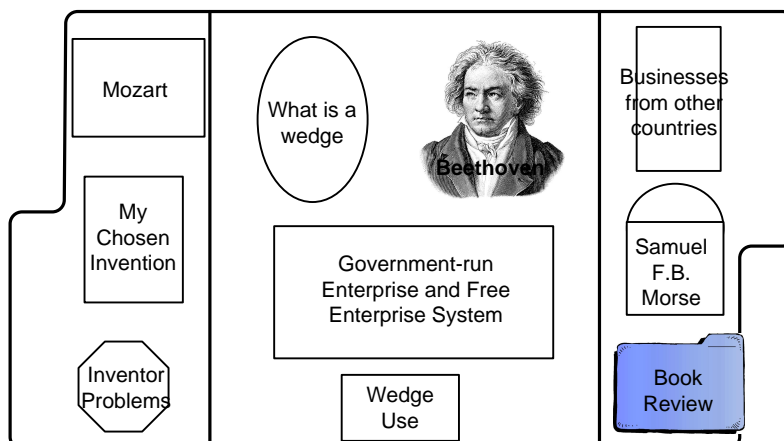 Mozart
My
Chosen
Invention
Inventor
Problems
What is a
wedge
Beethoven
Government-run
Enterprise and Free
Enterprise System
Wedge
Use
Businesses
from other
countries
Samuel
F.B.
Morse
Book
Review